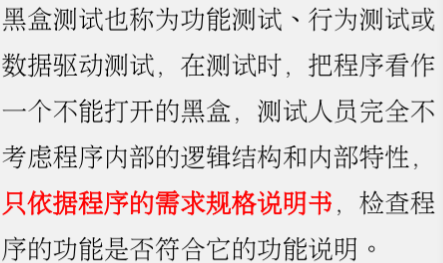 黑盒测试也称为功能测试、行为测试或
数据驱动测试，在测试时，把程序看作
一个不能打开的黑盒，测试人员完全不
考虑程序内部的逻辑结构和内部特性，
只依据程序的需求规格说明书，检查程
序的功能是否符合它的功能说明。